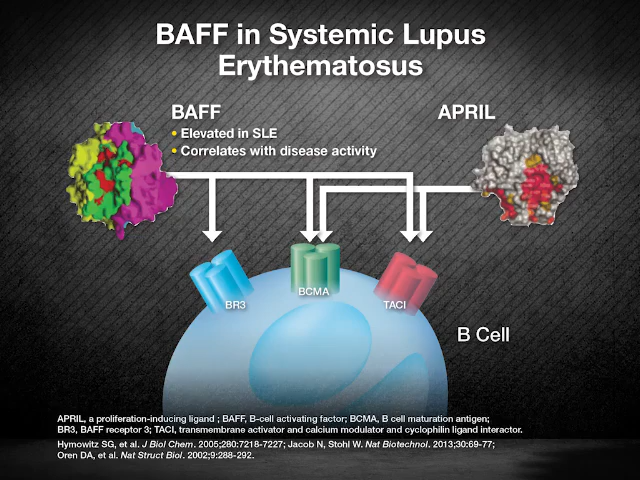 BAFF in Systemic Lupus
Erythematosus
BAFF
• Elevated in SLE
• Correlates with disease activity
APRIL
BR3
BCMA
TACI
B Cell
APRIL, a proliferation-inducing ligand ; BAFF, B-cell activating factor; BCMA, B cell maturation antigen;
BR3, BAFF receptor 3; TACI, transmembrane activator and calcium modulator and cyclophilin ligand interactor.
Hymowitz SG, et al. J Biol Chem. 2005;280:7218-7227; Jacob N, Stohl W. Nat Biotechnol. 2013;30:69-77;
Oren DA, et al. Nat Struct Biol. 2002;9:288-292.